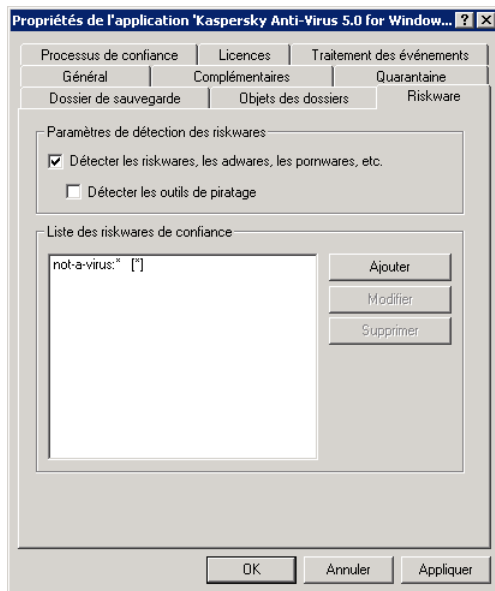 Propriétés de l'application 'Kaspersky Anti-Virus 5.0 for Window...
Processus de confiance
Licences
Traitement des événements
Général
Complémentaires
Quarantaine
Dossier de sauvegarde
Objets des dossiers
Riskware
Paramètres de détection des riskwares
Détecter les riskwares, les adwares, les pornwares, etc.
Détecter les outils de piratage
Liste des riskwares de confiance
not-a-virus:* [*]
Ajouter
Modifier
Supprimer
OK
Annuler
Appliquer